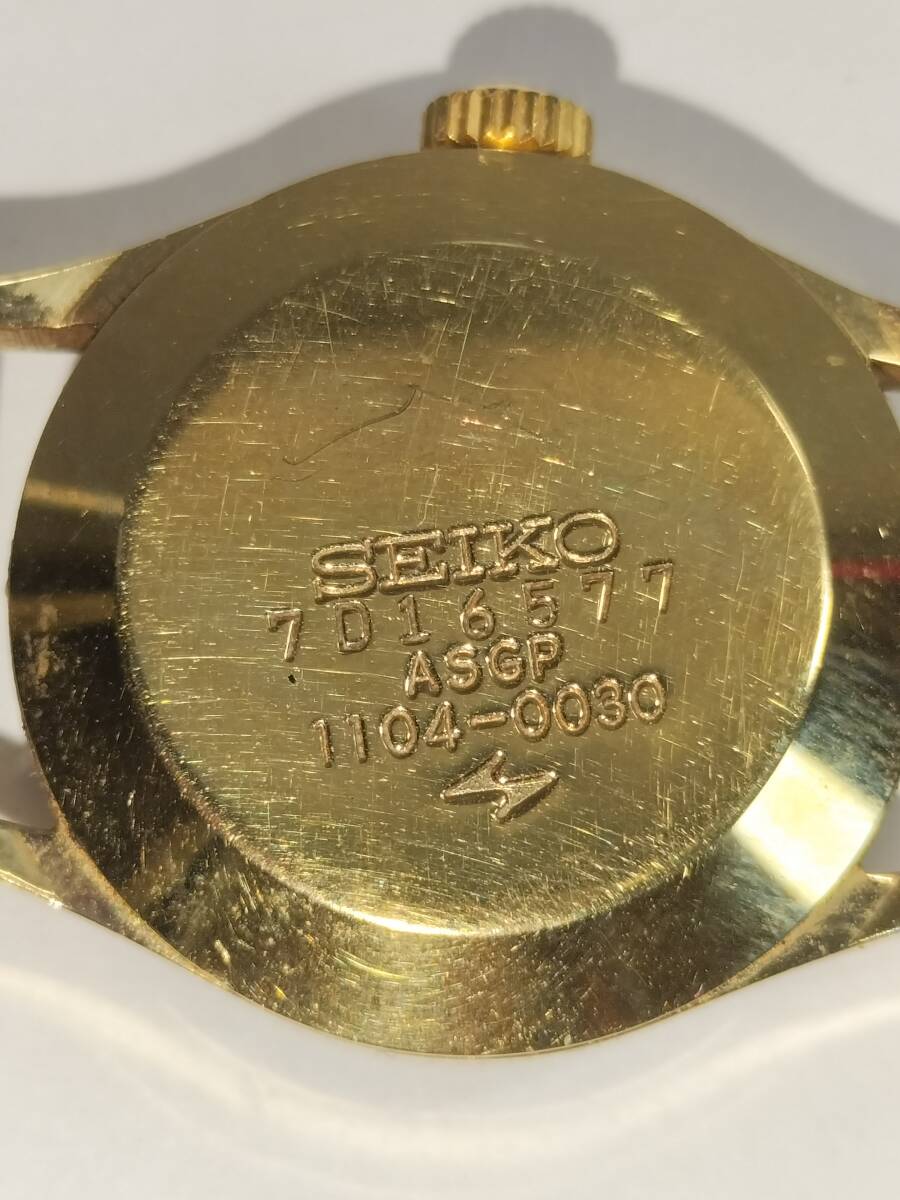 SEIKO
7D16577
ASGP
1104-0030